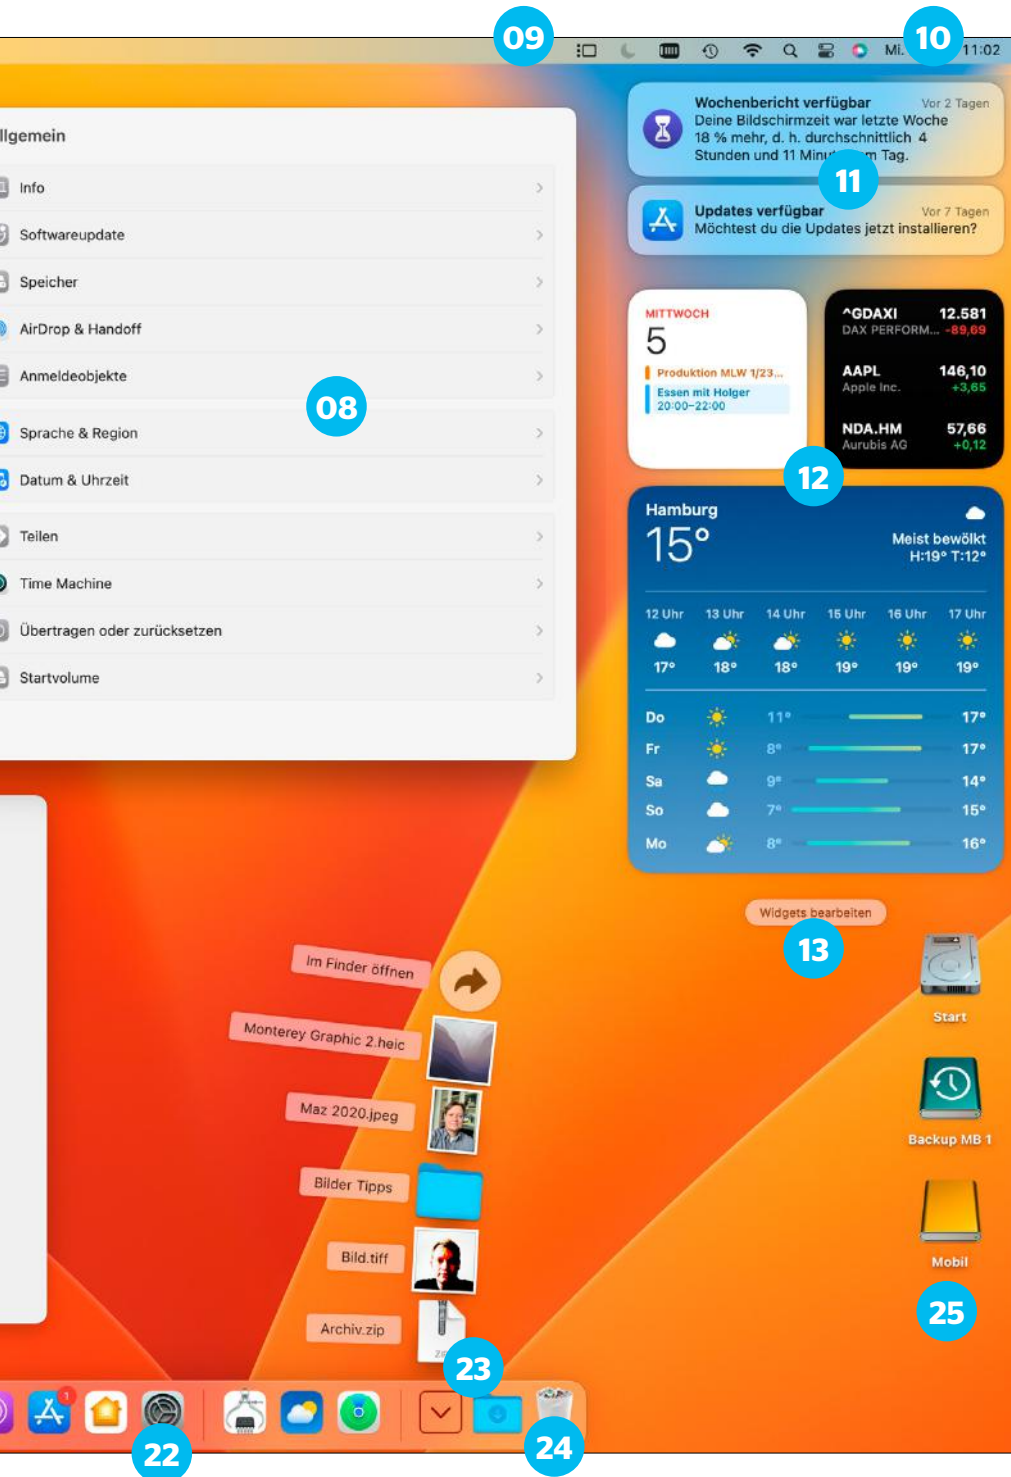 09
10
Mi.
11:02
llgemein
Info
Softwareupdate
Speicher
AirDrop & Handoff
Anmeldeobjekte
08
Sprache & Region
Datum & Uhrzeit
Teilen
Time Machine
Übertragen oder zurücksetzen
Startvolume
Wochenbericht verfügbar
Vor 2 Tagen
Deine Bildschirmzeit war letzte Woche
18 % mehr, d. h. durchschnittlich 4
Stunden und 11 Minut m Tag.
11
Updates verfügbar
Vor 7 Tagen
Möchtest du die Updates jetzt installieren?
MITTWOCH
5
Produktion MLW 1/23...
Essen mit Holger
20:00–22:00
^GDAXI 12.581
DAX PERFORM... -89,69
AAPL 146,10
Apple Inc. +3,65
NDA.HM 57,66
Aurubis AG +0,12
12
Hamburg
15°
Meist bewölkt
H:19° T:12°
12 Uhr 13 Uhr 14 Uhr 15 Uhr 16 Uhr 17 Uhr
17° 18° 18° 19° 19° 19°
Do 11° 17°
Fr 8° 17°
Sa 9° 14°
So 7° 15°
Mo 8° 16°
Widgets bearbeiten
13
Start
Backup MB 1
Mobil
25
Im Finder öffnen
Monterey Graphic 2.heic
Maz 2020.jpeg
Bilder Tipps
Bild.tiff
Archiv.zip
23
1
22
24